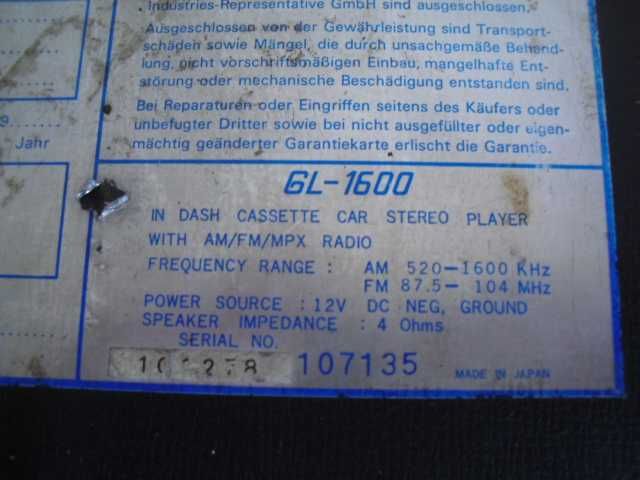 Industries-Representative GmbH sind ausgeschlossen.
Ausgeschlossen von der Gewährleistung sind Transport-
schäden sowie Mängel, die durch unsachgemäße Behand-
lung, nicht vorschriftsmäßigen Einbau, mangelhafte Ent-
störung oder mechanische Beschädigung entstanden sind.
Bei Reparaturen oder Eingriffen seitens des Käufers oder
unbefugter Dritter sowie bei nicht ausgefüllter oder eigen-
mächtig geänderter Garantiekarte erlischt die Garantie.
9
Jahr
GL-1600
IN DASH CASSETTE CAR STEREO PLAYER
WITH AM/FM/MPX RADIO
FREQUENCY RANGE : AM 520-1600 KHz
FM 87.5-104 MHz
POWER SOURCE : 12V DC NEG, GROUND
SPEAKER IMPEDANCE : 4 Ohms
SERIAL NO.
107135
MADE IN JAPAN